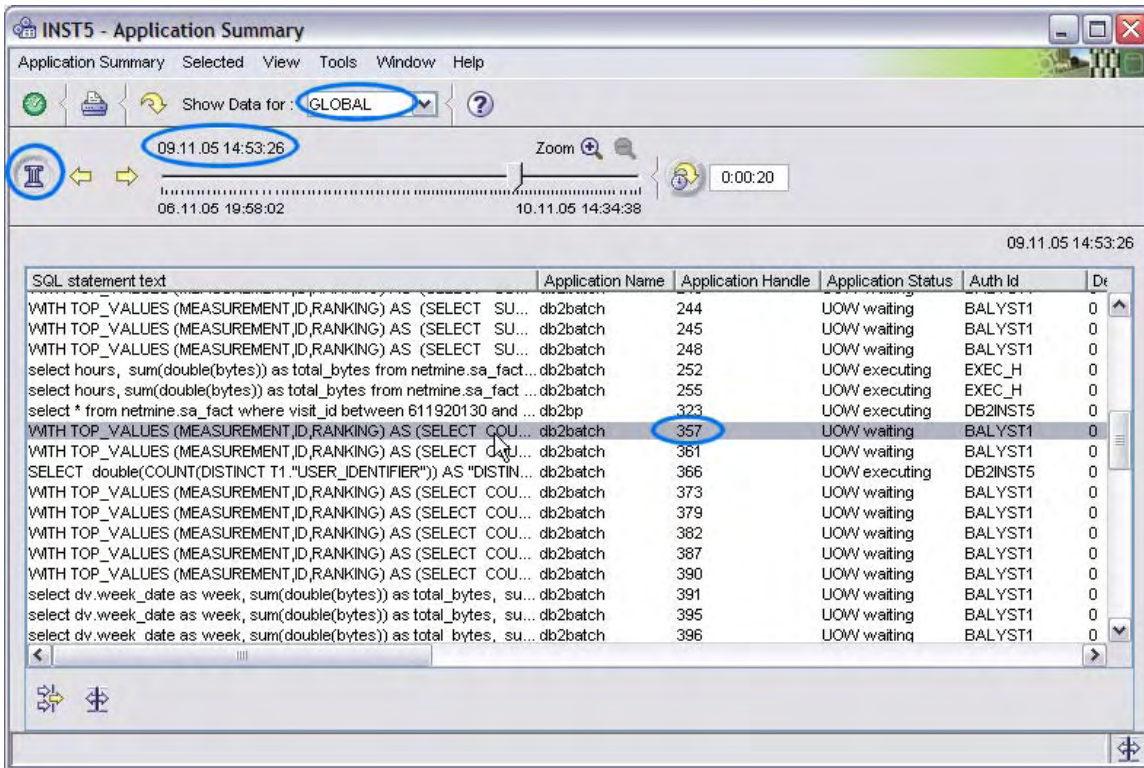 INST5 - Application Summary
Application Summary Selected View Tools Window Help
Show Data for : GLOBAL
09.11.05 14:53:26 Zoom
0:00:20
06.11.05 19:58:02 10.11.05 14:34:38
09.11.05 14:53:26
SQL statement text Application Name Application Handle Application Status Auth Id De
WITH TOP_VALUES (MEASUREMENT,ID,RANKING) AS (SELECT SU... db2batch 244 UOW waiting BALYST1 0
WITH TOP_VALUES (MEASUREMENT,ID,RANKING) AS (SELECT SU... db2batch 245 UOW waiting BALYST1 0
WITH TOP_VALUES (MEASUREMENT,ID,RANKING) AS (SELECT SU... db2batch 248 UOW waiting BALYST1 0
select hours, sum(double(bytes)) as total_bytes from netmine.sa_fact... db2batch 252 UOW executing EXEC_H 0
select hours, sum(double(bytes)) as total_bytes from netmine.sa_fact... db2batch 255 UOW executing EXEC_H 0
select * from netmine.sa_fact where visit_id between 611920130 and ... db2bp 323 UOW executing DB2INST5 0
WITH TOP_VALUES (MEASUREMENT,ID,RANKING) AS (SELECT COU... db2batch 357 UOW waiting BALYST1 0
WITH TOP_VALUES (MEASUREMENT,ID,RANKING) AS (SELECT COU... db2batch 361 UOW waiting BALYST1 0
SELECT double(COUNT(DISTINCT T1."USER_IDENTIFIER")) AS "DISTIN... db2batch 366 UOW executing DB2INST5 0
WITH TOP_VALUES (MEASUREMENT,ID,RANKING) AS (SELECT COU... db2batch 373 UOW waiting BALYST1 0
WITH TOP_VALUES (MEASUREMENT,ID,RANKING) AS (SELECT COU... db2batch 379 UOW waiting BALYST1 0
WITH TOP_VALUES (MEASUREMENT,ID,RANKING) AS (SELECT COU... db2batch 382 UOW waiting BALYST1 0
WITH TOP_VALUES (MEASUREMENT,ID,RANKING) AS (SELECT COU... db2batch 387 UOW waiting BALYST1 0
WITH TOP_VALUES (MEASUREMENT,ID,RANKING) AS (SELECT COU... db2batch 390 UOW waiting BALYST1 0
select dv.week_date as week, sum(double(bytes)) as total_bytes, su... db2batch 391 UOW waiting BALYST1 0
select dv.week_date as week, sum(double(bytes)) as total_bytes, su... db2batch 395 UOW waiting BALYST1 0
select dv.week_date as week, sum(double(bytes)) as total_bytes, su... db2batch 396 UOW waiting BALYST1 0